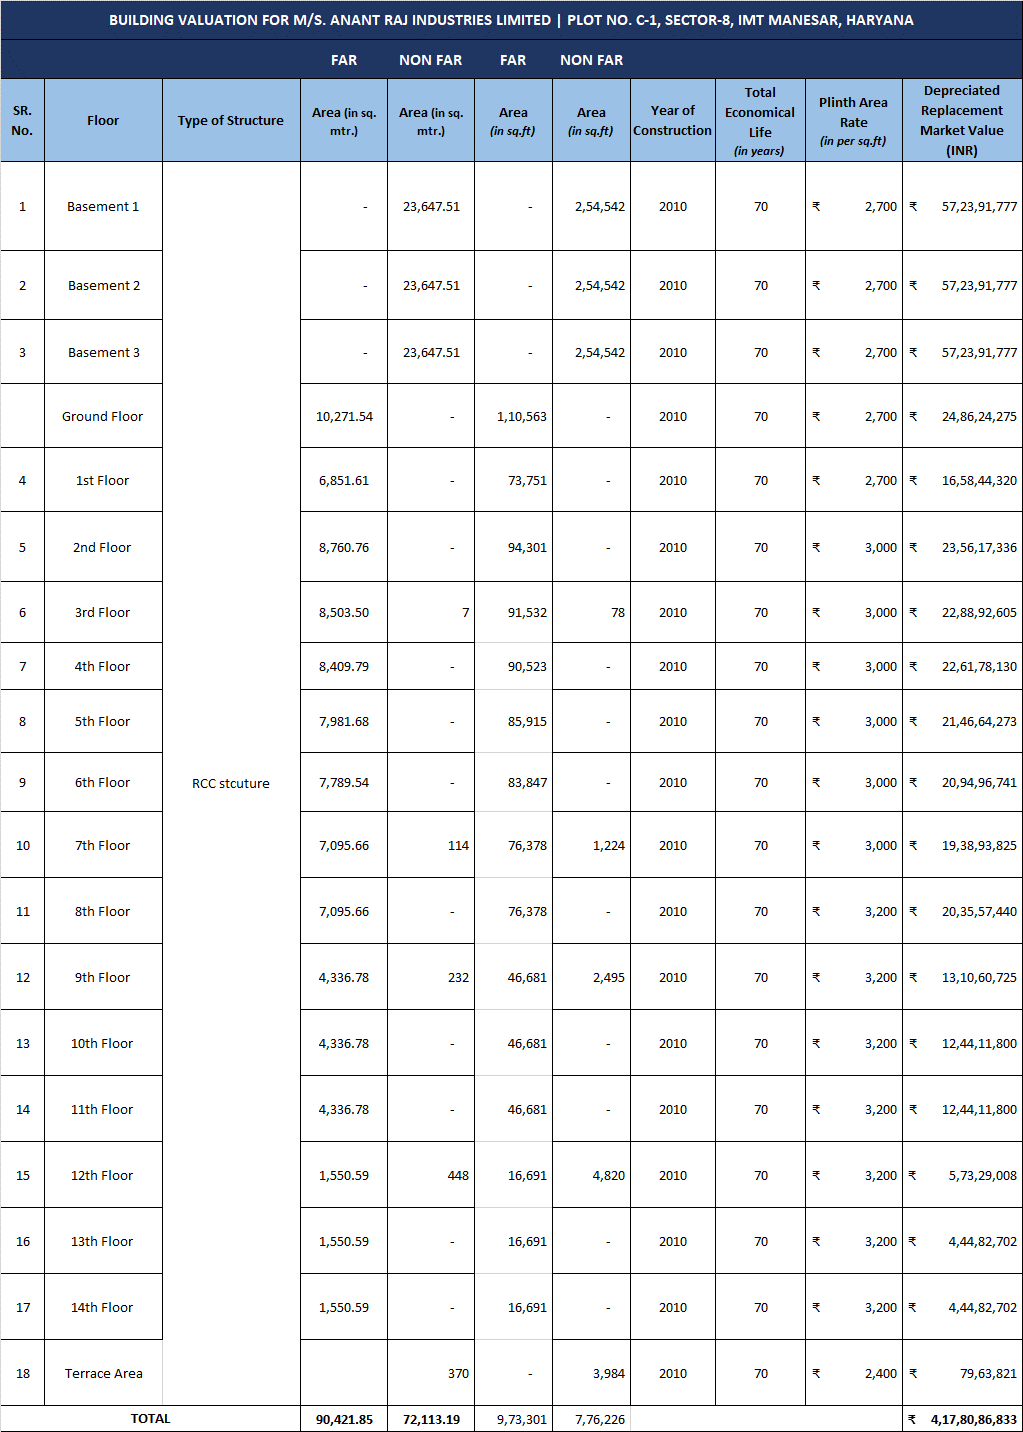 BUILDING VALUATION FOR M/S. ANANT RAJ INDUSTRIES LIMITED | PLOT NO. C-1, SECTOR-8, IMT MANESAR, HARYANA
FAR NON FAR FAR NON FAR
SR. No. Floor Type of Structure Area (in sq. mtr.) Area (in sq. mtr.) Area (in sq.ft) Area (in sq.ft) Year of Construction Total Economical Life (in years) Plinth Area Rate (in per sq.ft) Depreciated Replacement Market Value (INR)
1 Basement 1 - 23,647.51 - 2,54,542 2010 70 ₹ 2,700 ₹ 57,23,91,777
2 Basement 2 - 23,647.51 - 2,54,542 2010 70 ₹ 2,700 ₹ 57,23,91,777
3 Basement 3 - 23,647.51 - 2,54,542 2010 70 ₹ 2,700 ₹ 57,23,91,777
Ground Floor 10,271.54 - 1,10,563 - 2010 70 ₹ 2,700 ₹ 24,86,24,275
4 1st Floor 6,851.61 - 73,751 - 2010 70 ₹ 2,700 ₹ 16,58,44,320
5 2nd Floor 8,760.76 - 94,301 - 2010 70 ₹ 3,000 ₹ 23,56,17,336
6 3rd Floor 8,503.50 7 91,532 78 2010 70 ₹ 3,000 ₹ 22,88,92,605
7 4th Floor 8,409.79 - 90,523 - 2010 70 ₹ 3,000 ₹ 22,61,78,130
8 5th Floor 7,981.68 - 85,915 - 2010 70 ₹ 3,000 ₹ 21,46,64,273
9 6th Floor RCC stcuture 7,789.54 - 83,847 - 2010 70 ₹ 3,000 ₹ 20,94,96,741
10 7th Floor 7,095.66 114 76,378 1,224 2010 70 ₹ 3,000 ₹ 19,38,93,825
11 8th Floor 7,095.66 - 76,378 - 2010 70 ₹ 3,200 ₹ 20,35,57,440
12 9th Floor 4,336.78 232 46,681 2,495 2010 70 ₹ 3,200 ₹ 13,10,60,725
13 10th Floor 4,336.78 - 46,681 - 2010 70 ₹ 3,200 ₹ 12,44,11,800
14 11th Floor 4,336.78 - 46,681 - 2010 70 ₹ 3,200 ₹ 12,44,11,800
15 12th Floor 1,550.59 448 16,691 4,820 2010 70 ₹ 3,200 ₹ 5,73,29,008
16 13th Floor 1,550.59 - 16,691 - 2010 70 ₹ 3,200 ₹ 4,44,82,702
17 14th Floor 1,550.59 - 16,691 - 2010 70 ₹ 3,200 ₹ 4,44,82,702
18 Terrace Area 370 - 3,984 2010 70 ₹ 2,400 ₹ 79,63,821
TOTAL 90,421.85 72,113.19 9,73,301 7,76,226 ₹ 4,17,80,86,833